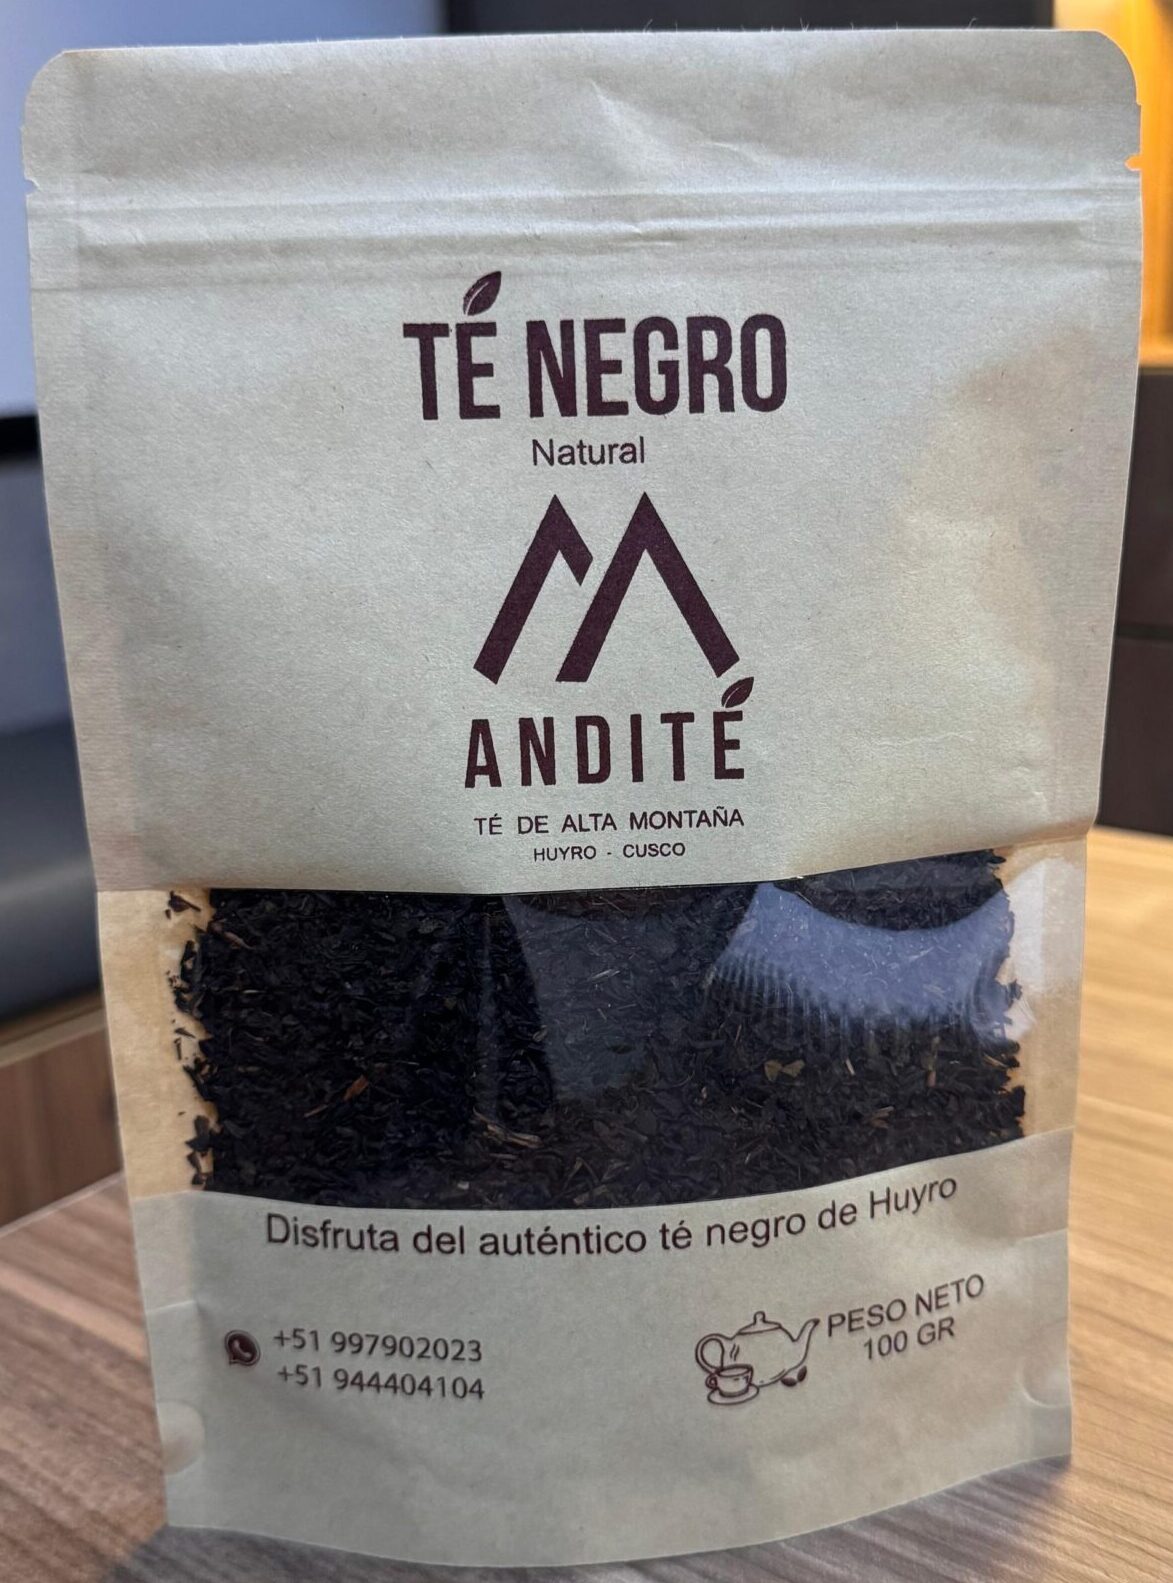 TÉ NEGRO
Natural
ANDITÉ
TÉ DE ALTA MONTAÑA
HUYRO - CUSCO
Disfruta del auténtico té negro de Huyro
+51 997902023
+51 944404104
PESO NETO
100 GR